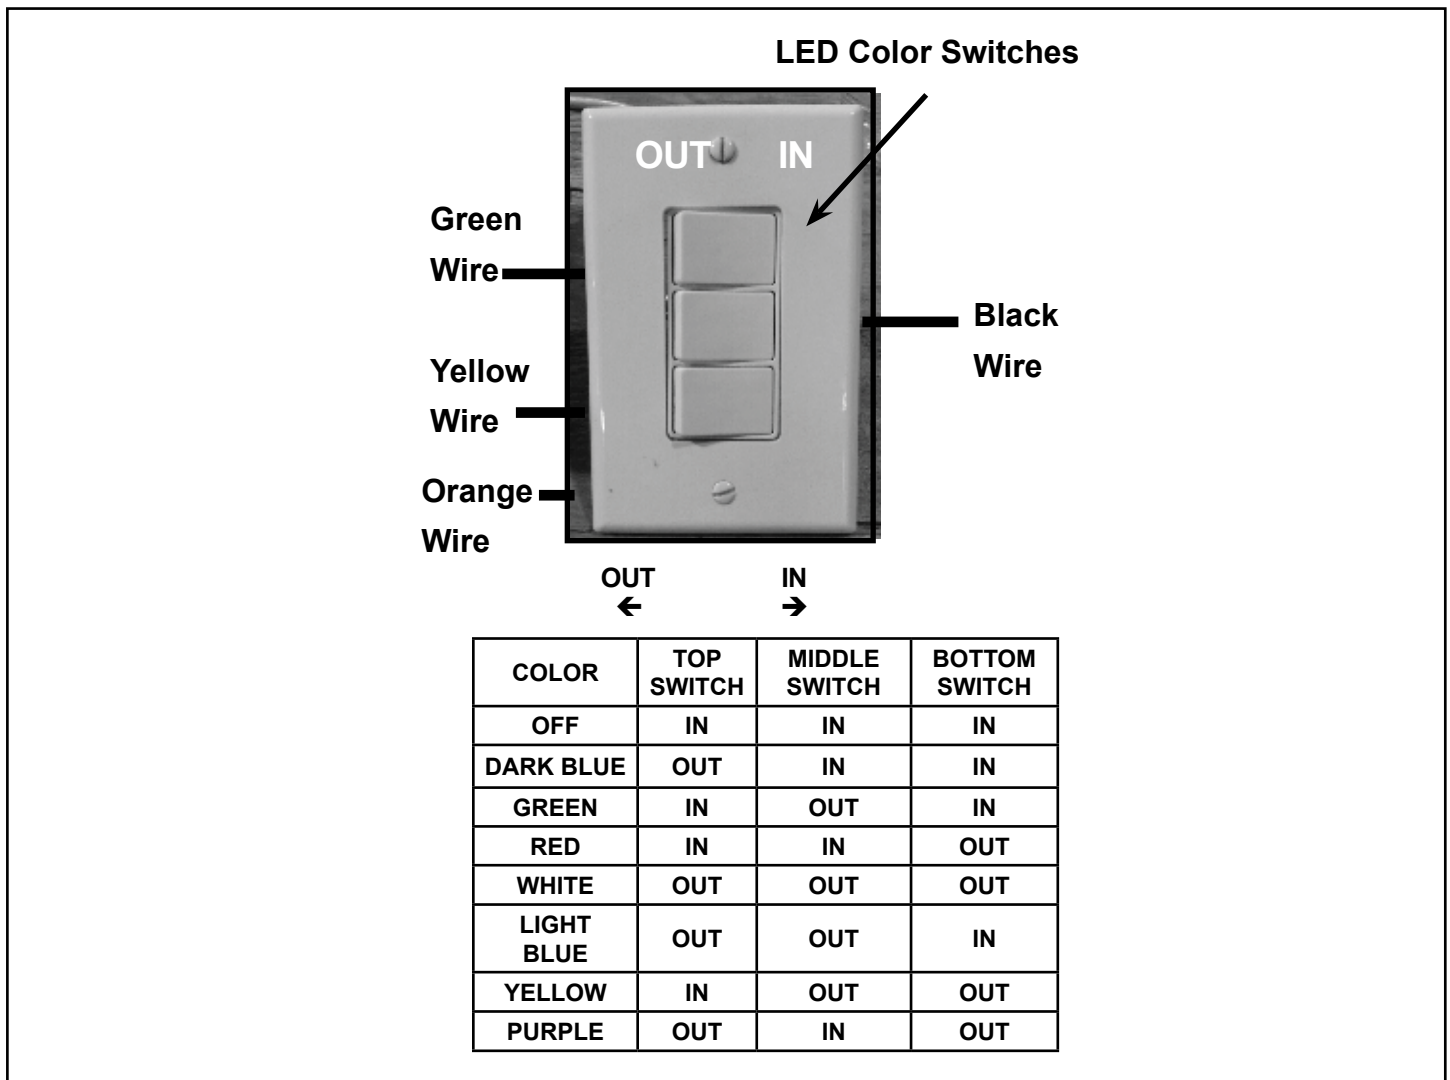 LED Color Switches
OUT IN
Green
Wire
Black
Wire
Yellow
Wire
Orange
Wire
OUT IN
← →
COLOR TOP SWITCH MIDDLE SWITCH BOTTOM SWITCH
OFF IN IN IN
DARK BLUE OUT IN IN
GREEN IN OUT IN
RED IN IN OUT
WHITE OUT OUT OUT
LIGHT BLUE OUT OUT IN
YELLOW IN OUT OUT
PURPLE OUT IN OUT